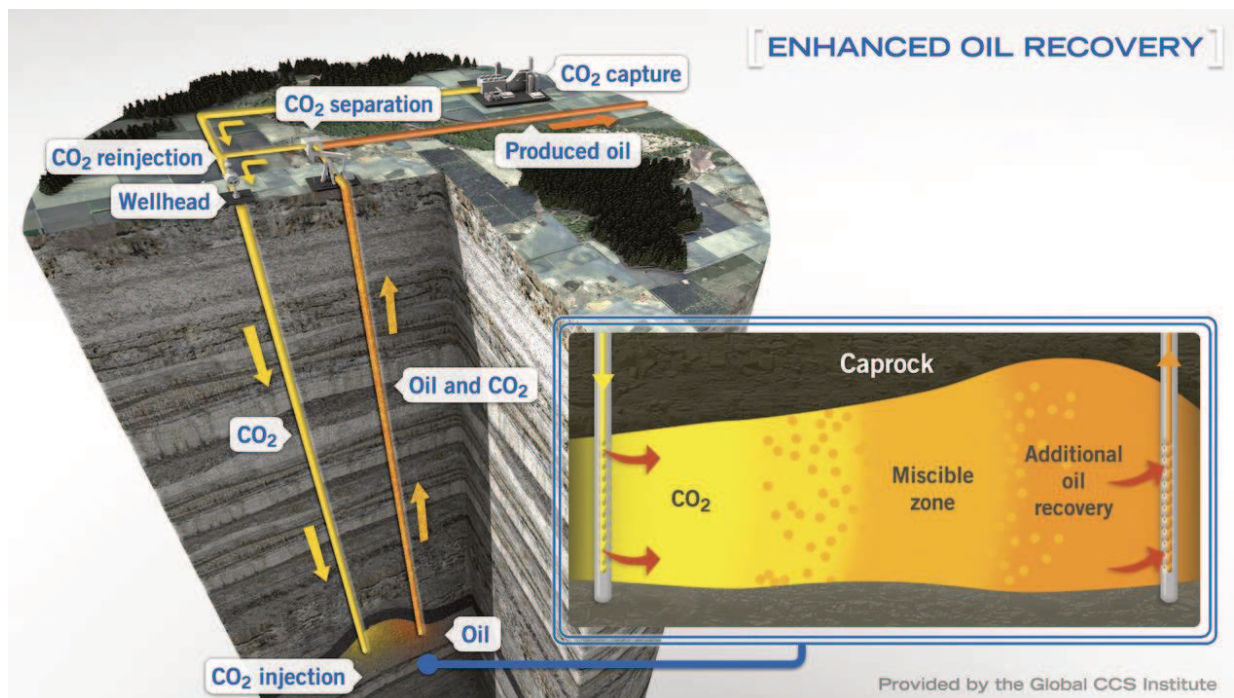 [ENHANCED OIL RECOVERY]
CO₂ capture
CO₂ separation
CO₂ reinjection
Produced oil
Wellhead
Oil and CO₂
CO₂
Oil
CO₂ injection
Caprock
CO₂
Miscible
zone
Additional
oil
recovery
Provided by the Global CCS Institute